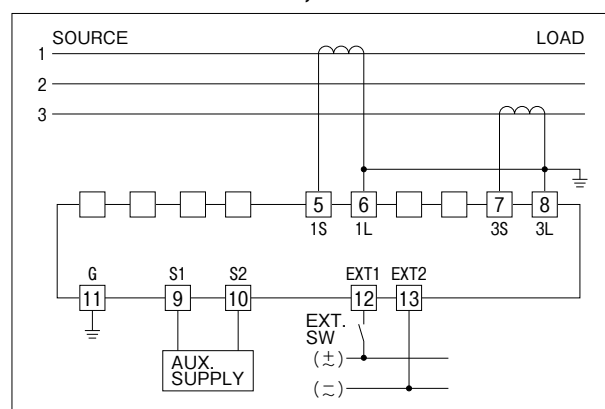 SOURCE LOAD
1
2
3
5 6 7 8
1S 1L 3S 3L
G S1 S2 EXT1 EXT2
11 9 10 12 13
EXT.
SW
AUX.
SUPPLY
(±)
(−)